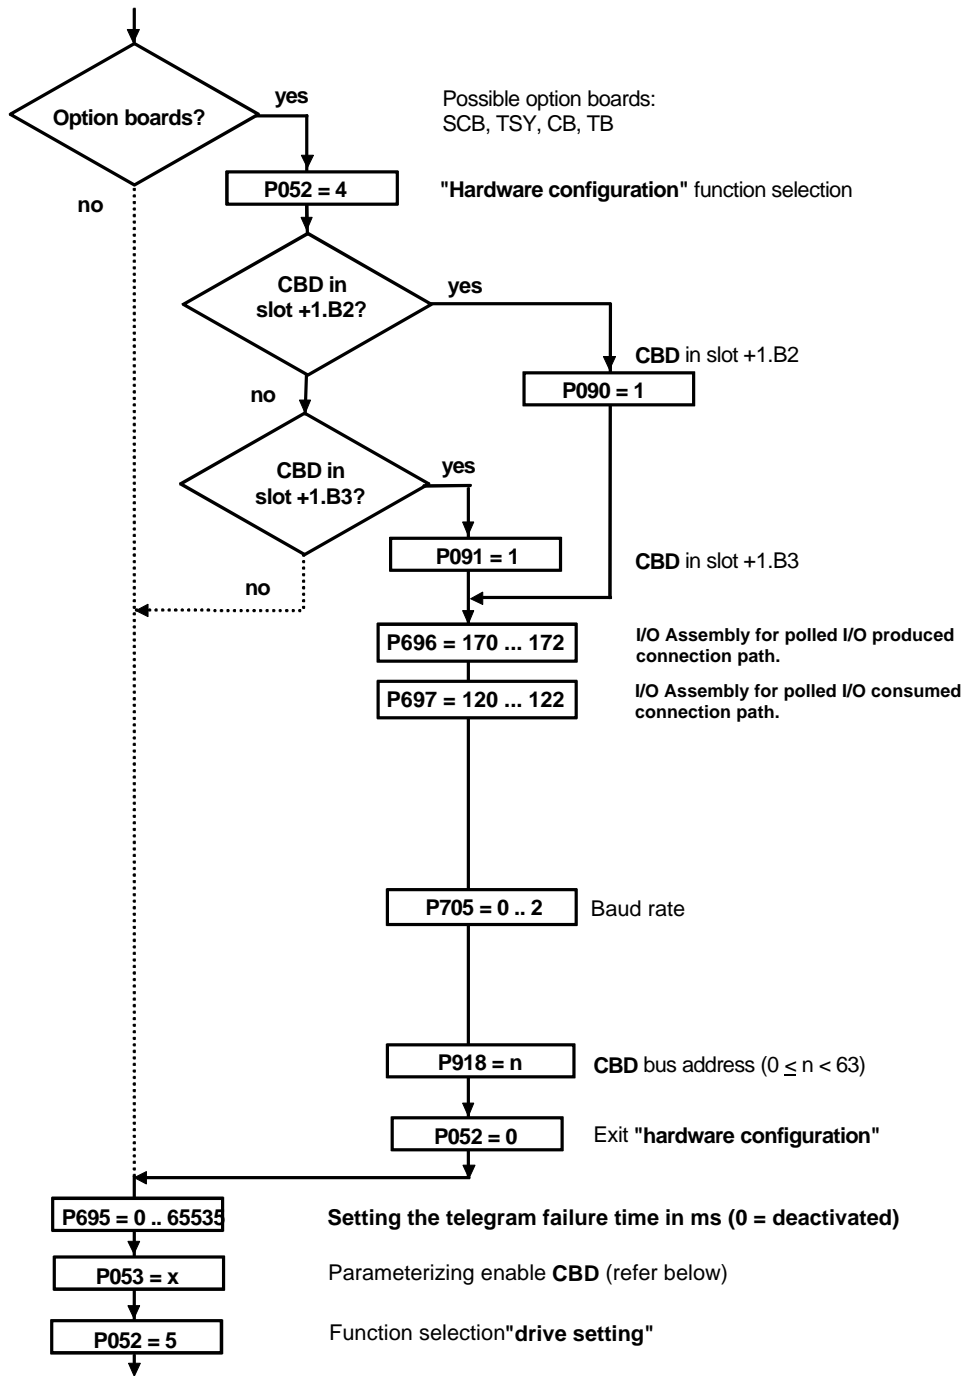 Option boards?
yes
Possible option boards:
SCB, TSY, CB, TB
P052 = 4
"Hardware configuration" function selection
no
CBD in
slot +1.B2?
yes
CBD in slot +1.B2
P090 = 1
no
CBD in
slot +1.B3?
yes
P091 = 1
CBD in slot +1.B3
no
P696 = 170 ... 172
I/O Assembly for polled I/O produced
connection path.
P697 = 120 ... 122
I/O Assembly for polled I/O consumed
connection path.
P705 = 0 .. 2
Baud rate
P918 = n
CBD bus address (0 ≤ n < 63)
P052 = 0
Exit "hardware configuration"
P695 = 0 .. 65535
Setting the telegram failure time in ms (0 = deactivated)
P053 = x
Parameterizing enable CBD (refer below)
P052 = 5
Function selection"drive setting"